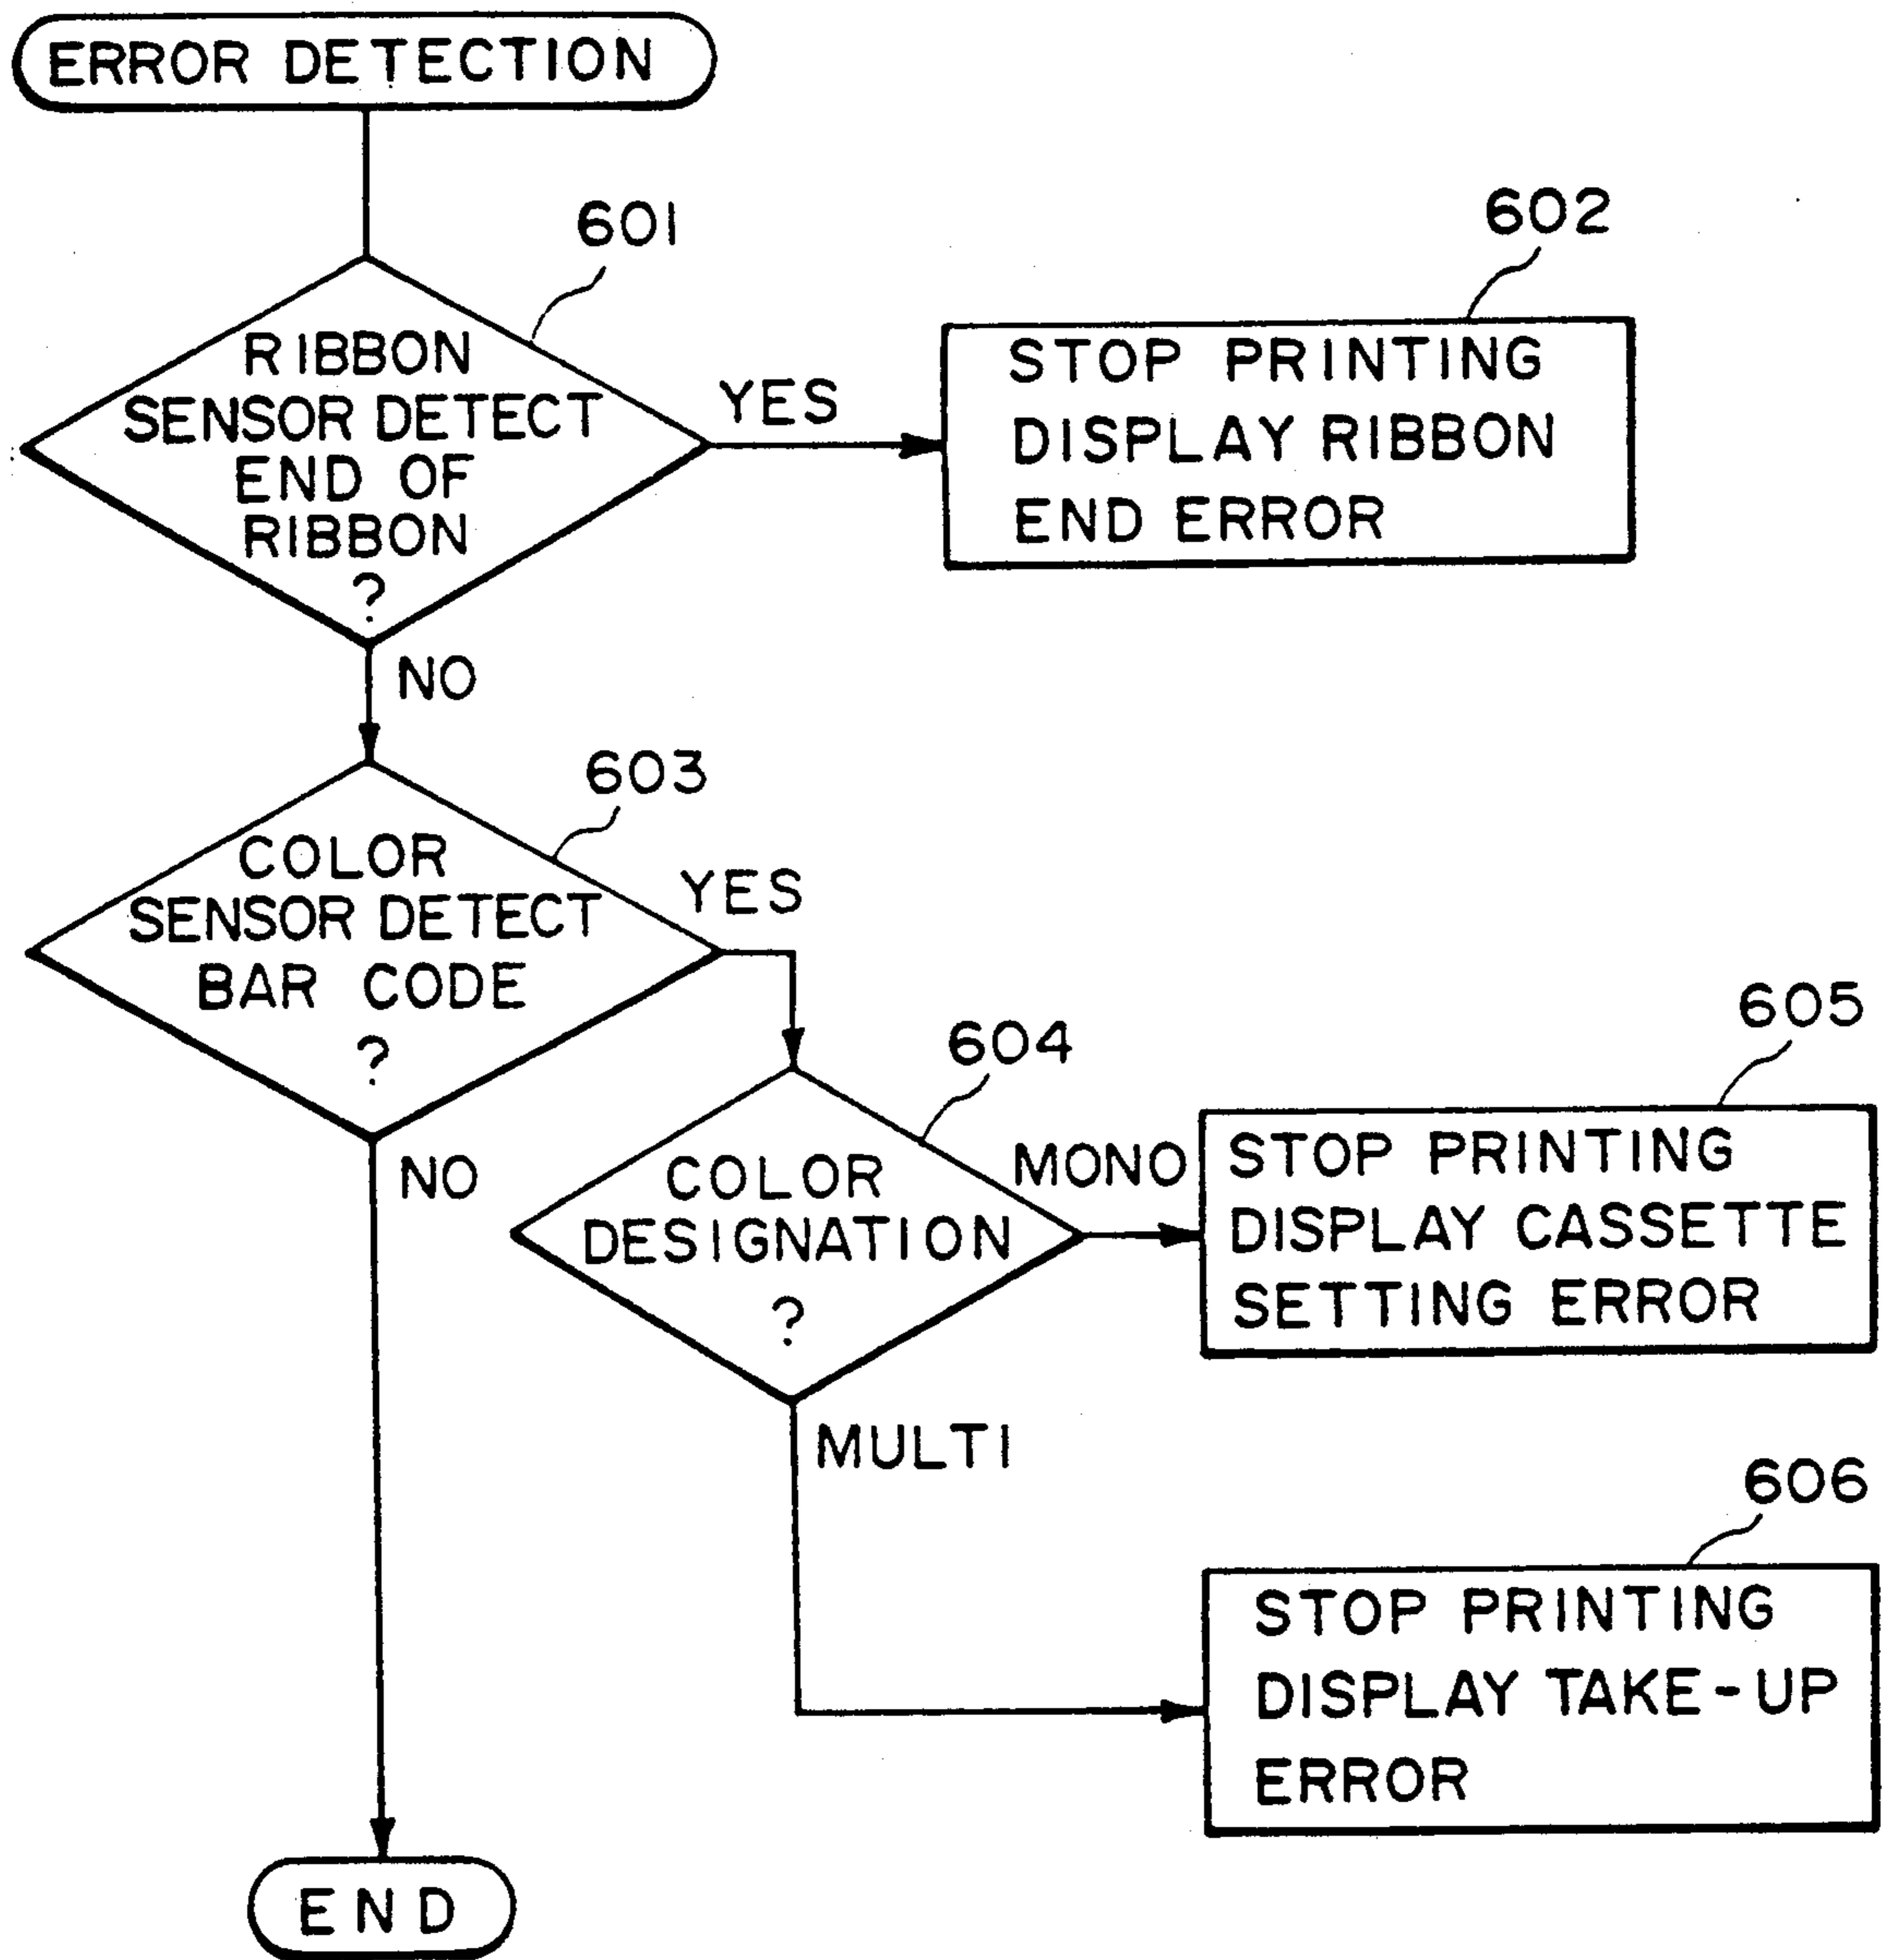 ERROR DETECTION
601
RIBBON
SENSOR DETECT
END OF
RIBBON
?
YES
602
STOP PRINTING
DISPLAY RIBBON
END ERROR
NO
603
COLOR
SENSOR DETECT
BAR CODE
?
YES
NO
604
COLOR
DESIGNATION
?
MONO
605
STOP PRINTING
DISPLAY CASSETTE
SETTING ERROR
MULTI
606
STOP PRINTING
DISPLAY TAKE-UP
ERROR
END